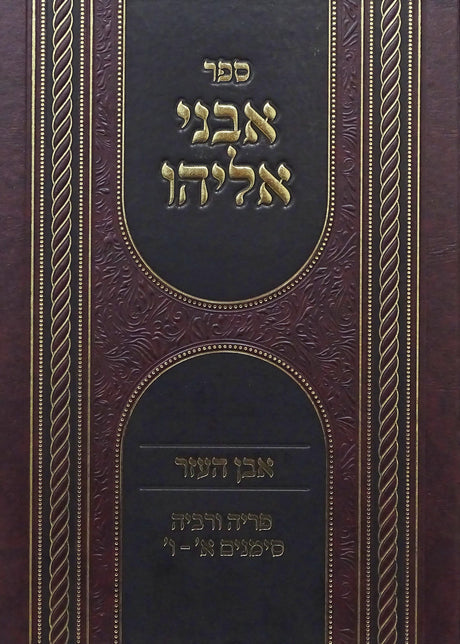 ספר
אבני
אליהו
אבן העזר
פריה ורביה
סימנים א' - ו'